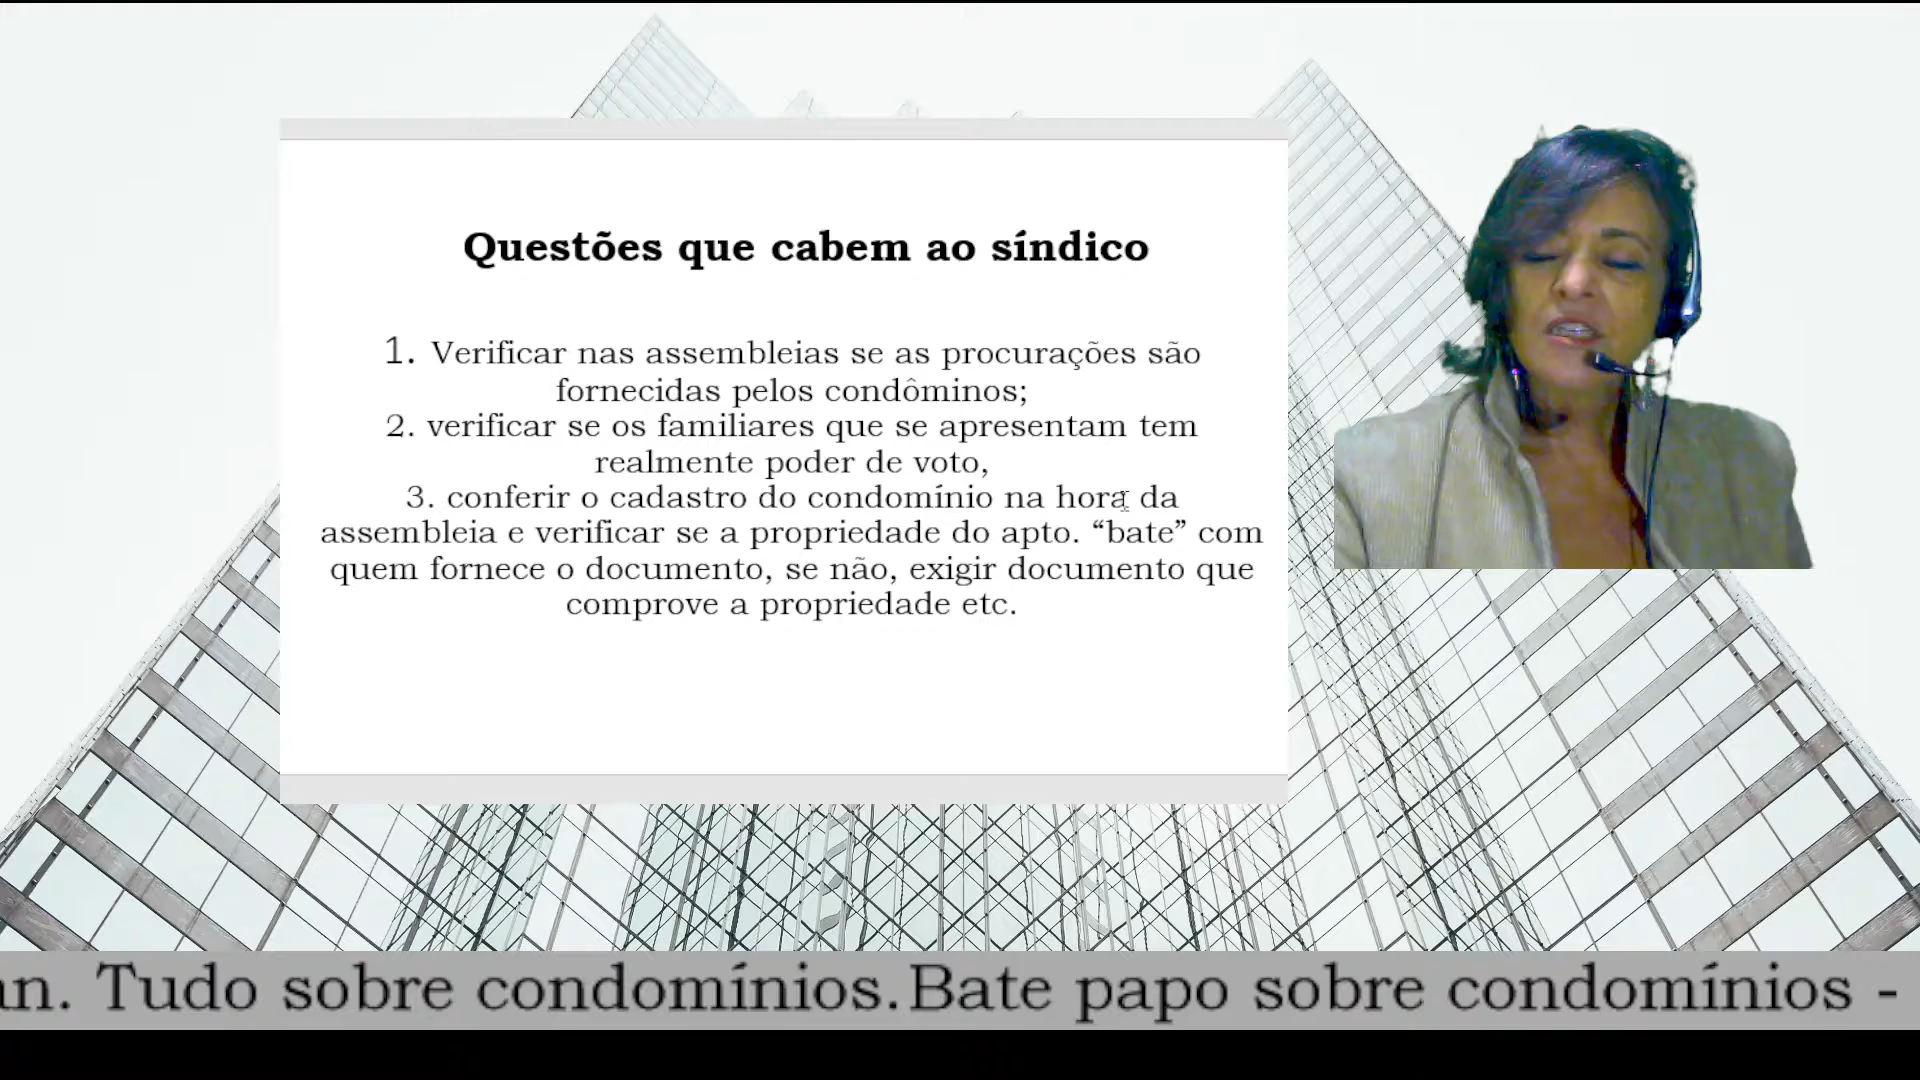 Questões que cabem ao síndico
1. Verificar nas assembleias se as procurações são
fornecidas pelos condôminos;
2. verificar se os familiares que se apresentam tem
realmente poder de voto,
3. conferir o cadastro do condomínio na hora da
assembleia e verificar se a propriedade do apto. “bate” com
quem fornece o documento, se não, exigir documento que
comprove a propriedade etc.
an. Tudo sobre condomínios.Bate papo sobre condomínios -